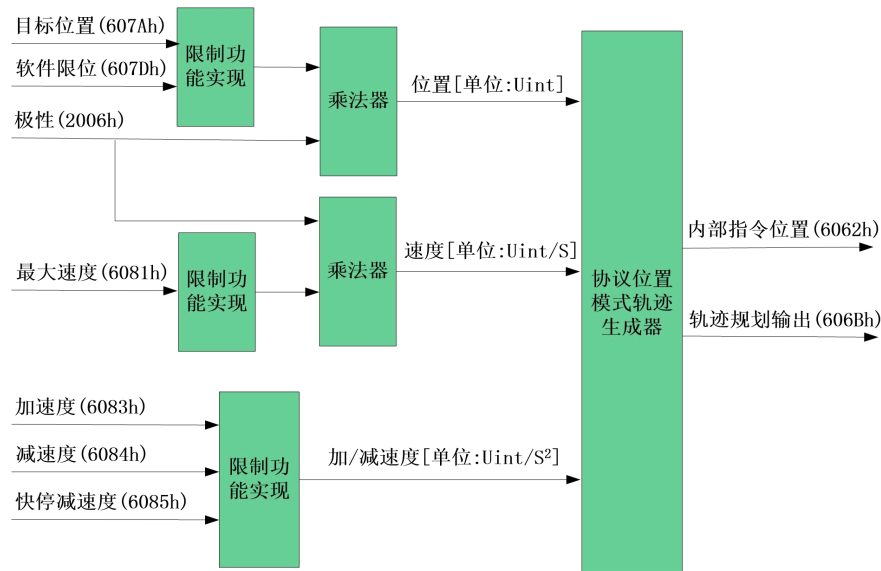 目标位置(607Ah)
软件限位(607Dh)
限制功
能实现
极性(2006h)
乘法器
位置[单位:Uint]
最大速度(6081h)
限制功
能实现
乘法器
速度[单位:Uint/S]
加速度(6083h)
减速度(6084h)
快停减速度(6085h)
限制功
能实现
加/减速度[单位:Uint/S²]
协议位置
模式轨迹
生成器
内部指令位置(6062h)
轨迹规划输出(606Bh)